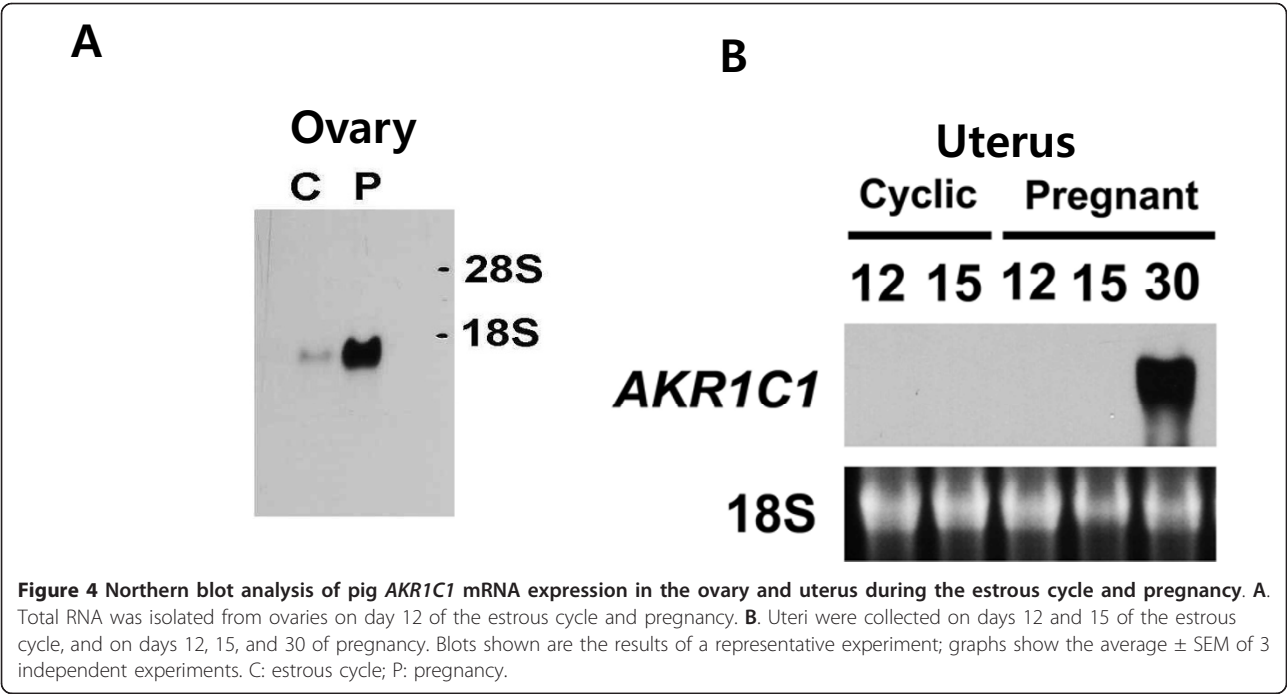 A
B
Ovary
C P
28S
18S
Uterus
Cyclic Pregnant
12 15 12 15 30
AKR1C1
18S
Figure 4 Northern blot analysis of pig AKR1C1 mRNA expression in the ovary and uterus during the estrous cycle and pregnancy. A.
Total RNA was isolated from ovaries on day 12 of the estrous cycle and pregnancy. B. Uteri were collected on days 12 and 15 of the estrous
cycle, and on days 12, 15, and 30 of pregnancy. Blots shown are the results of a representative experiment; graphs show the average ± SEM of 3
independent experiments. C: estrous cycle; P: pregnancy.